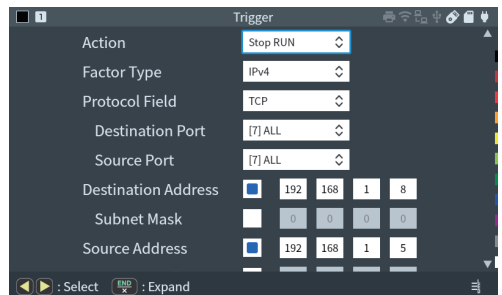 1 Trigger
Action Stop RUN
Factor Type IPv4
Protocol Field TCP
Destination Port [7] ALL
Source Port [7] ALL
Destination Address 192 168 1 8
Subnet Mask 0 0 0 0
Source Address 192 168 1 5
: Select END X : Expand